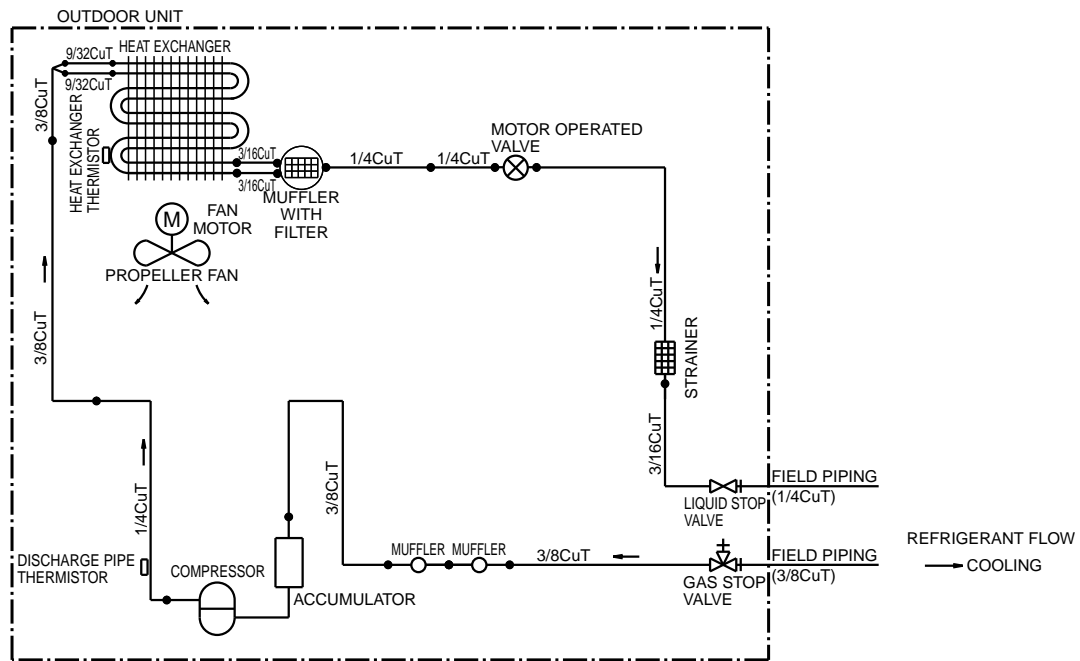 OUTDOOR UNIT
HEAT EXCHANGER
9/32CuT
9/32CuT
3/8CuT
HEAT EXCHANGER
THERMISTOR
3/16CuT
3/16CuT
MUFFLER
WITH
FILTER
1/4CuT
1/4CuT
MOTOR OPERATED
VALVE
M
FAN
MOTOR
PROPELLER FAN
3/8CuT
1/4CuT
STRAINER
3/16CuT
LIQUID STOP
VALVE
FIELD PIPING
(1/4CuT)
1/4CuT
DISCHARGE PIPE
THERMISTOR
COMPRESSOR
ACCUMULATOR
3/8CuT
MUFFLER
MUFFLER
3/8CuT
GAS STOP
VALVE
FIELD PIPING
(3/8CuT)
REFRIGERANT FLOW
COOLING